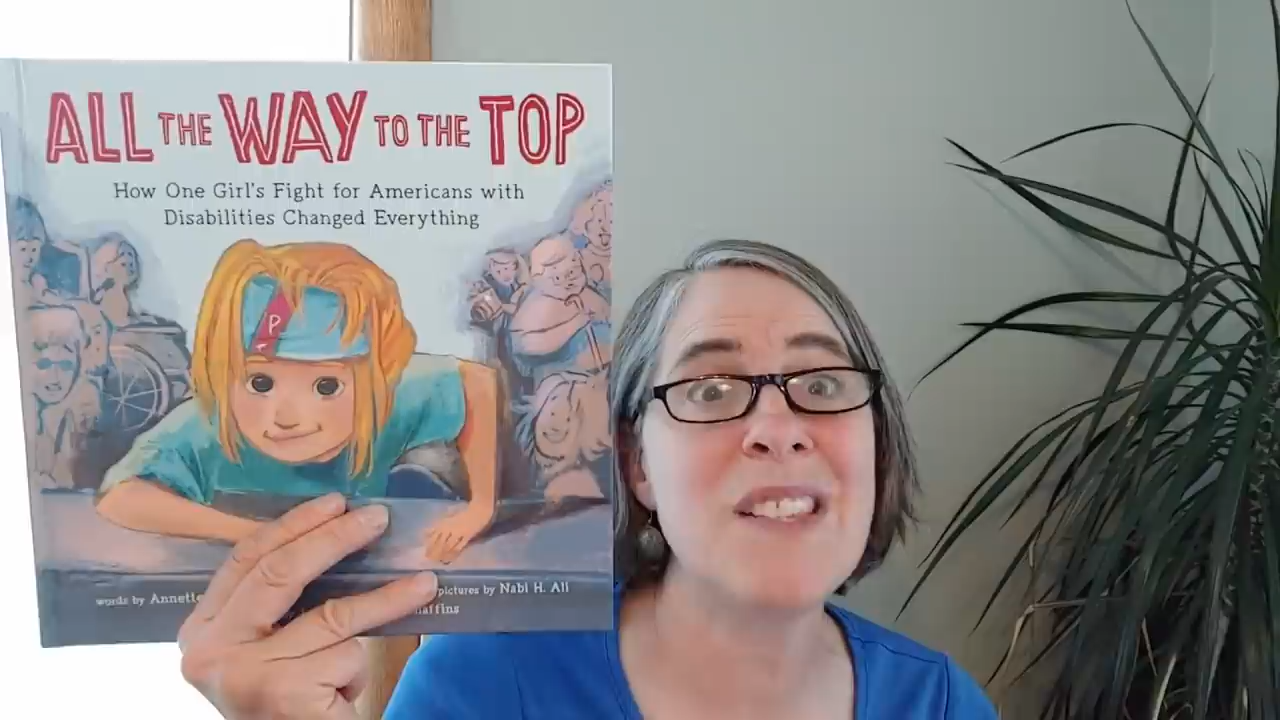 ALL THE WAY TO THE TOP
How One Girl's Fight for Americans with
Disabilities Changed Everything
P
words by Annette pictures by Nabi H. Ali
haffins